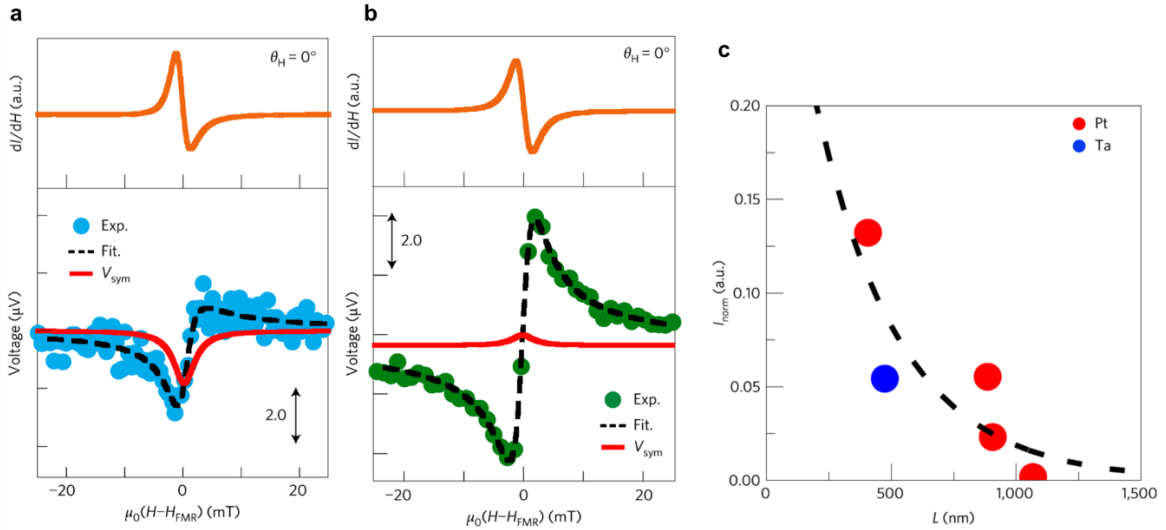 a
θH = 0°
dI/dH (a.u.)
Exp.
Fit.
Vsym
Voltage (μV)
2.0
−20
0
20
μ0(H−HFMR) (mT)
b
θH = 0°
dI/dH (a.u.)
2.0
Voltage (μV)
Exp.
Fit.
Vsym
−20
0
20
μ0(H−HFMR) (mT)
c
0.20
Pt
Ta
0.15
Inorm (a.u.)
0.10
0.05
0.00
0
500
1,000
1,500
L (nm)